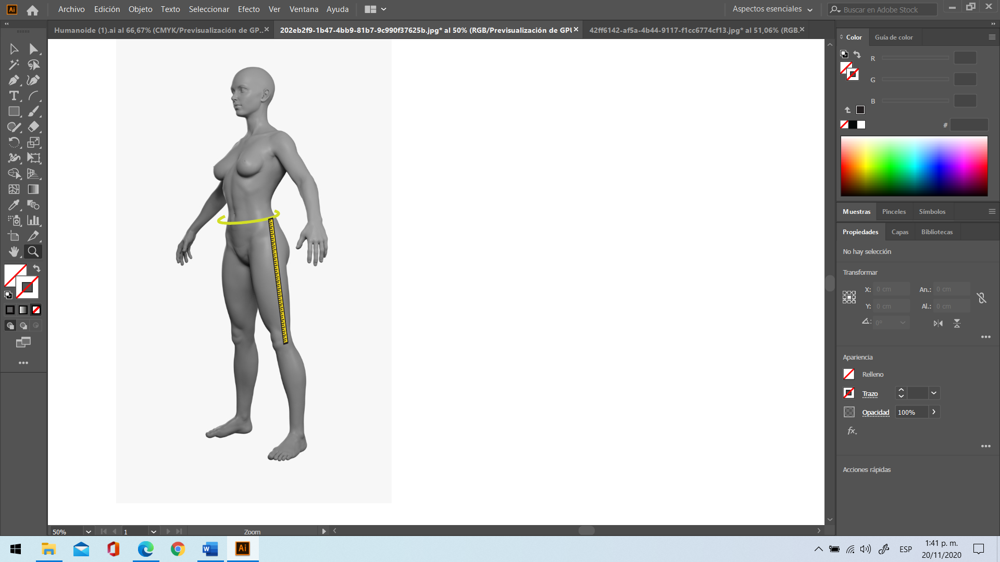 Ai Archivo Edición Objeto Texto Seleccionar Efecto Ver Ventana Ayuda Aspectos esenciales Buscar en Adobe Stock
Humanoide (1).ai al 66,67% (CMYK/Previsualización de GP.. 202eb2f9-1b47-4bb9-81b7-9c990f37625b.jpg* al 50% (RGB/Previsualización de GPU 42ff6142-af5a-4b44-9117-f1cc6774cf13.jpg* al 51,06% (RGB.
Color Guía de color
R
G
B
#
Muestras Pinceles Símbolos
Propiedades Capas Bibliotecas
No hay selección
Transformar
X: 0 cm An.: 0 cm
Y: 0 cm Al.: 0 cm
0°
Apariencia
Relleno
Trazo
Opacidad 100%
fx.
Acciones rápidas
50% 1 Zoom
Ai ESP 1:41 p. m.
20/11/2020